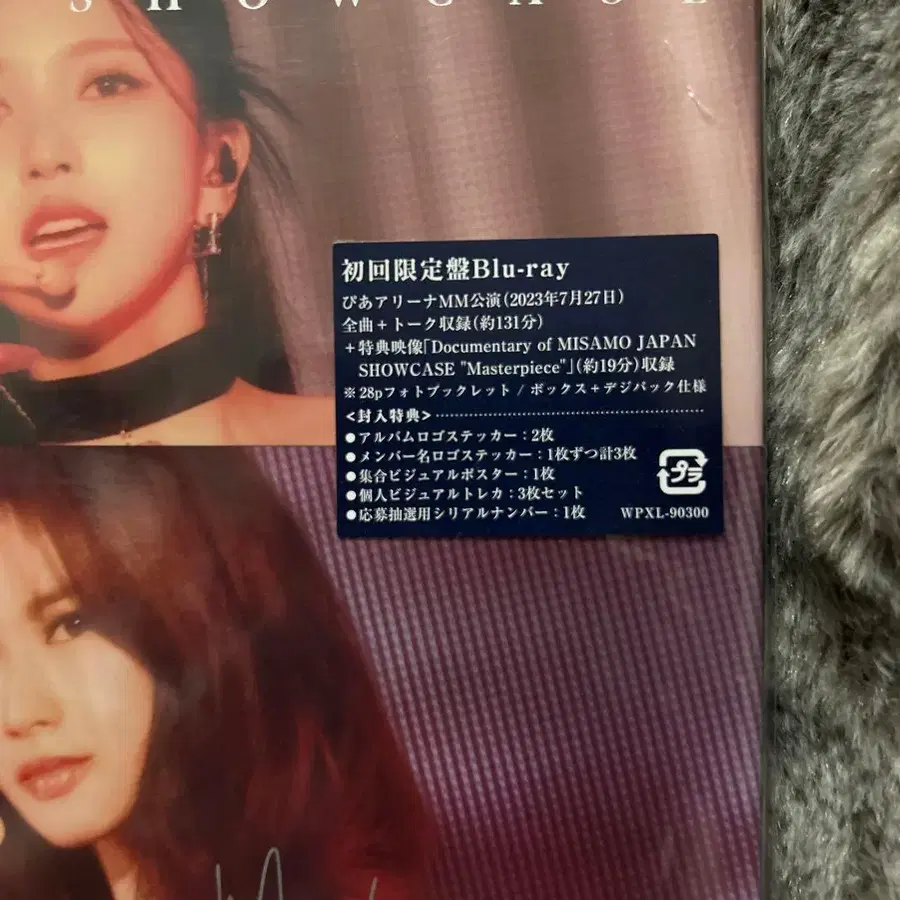 SHOWCASE
初回限定盤Blu-ray
ぴあアリーナMM公演(2023年7月27日)
全曲+トーク収録(約131分)
+特典映像「Documentary of MISAMO JAPAN
SHOWCASE "Masterpiece"」(約19分)収録
※28pフォトブックレット / ボックス+デジパック仕様
<封入特典>
●アルバムロゴステッカー:2枚
●メンバー名ロゴステッカー:1枚ずつ計3枚
●集合ビジュアルポスター:1枚
●個人ビジュアルトレカ:3枚セット
●応募抽選用シリアルナンバー:1枚
プラ
WPXL-90300